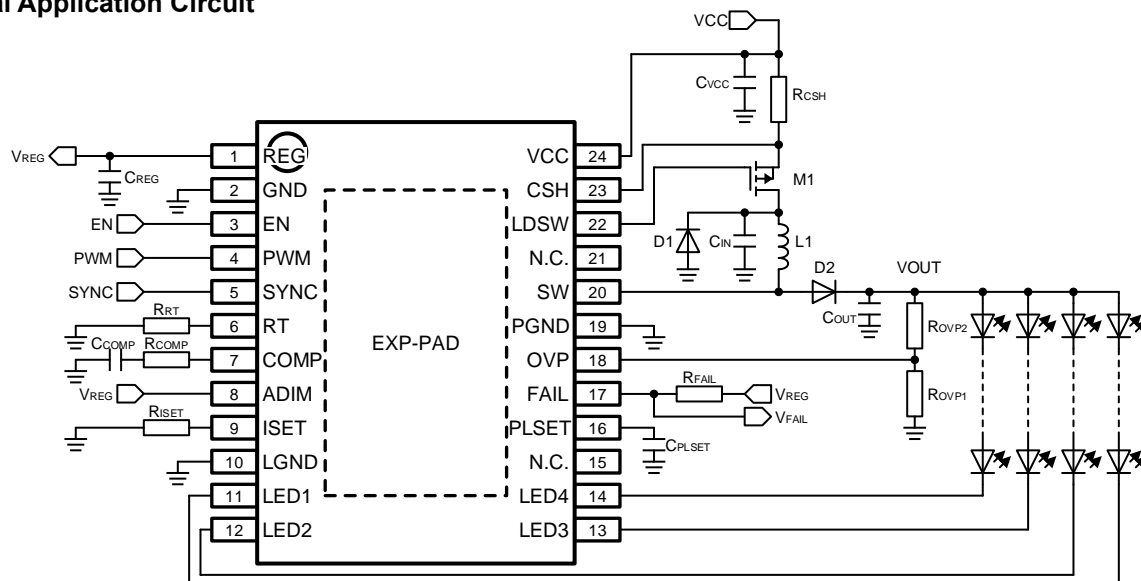 al Application Circuit
VCC
CVCC
RCSH
VREG
CREG
1 REG
2 GND
EN 3 EN
PWM 4 PWM
SYNC 5 SYNC
RRT 6 RT
CCOMP RCOMP 7 COMP
VREG 8 ADIM
RISET 9 ISET
10 LGND
11 LED1
12 LED2
EXP-PAD
VCC 24
CSH 23
LDSW 22
N.C. 21
SW 20
PGND 19
OVP 18
FAIL 17
PLSET 16
N.C. 15
LED4 14
LED3 13
M1
D1 CIN L1
D2 VOUT
COUT
ROVP2
ROVP1
RFAIL
VREG
VFAIL
CPLSET